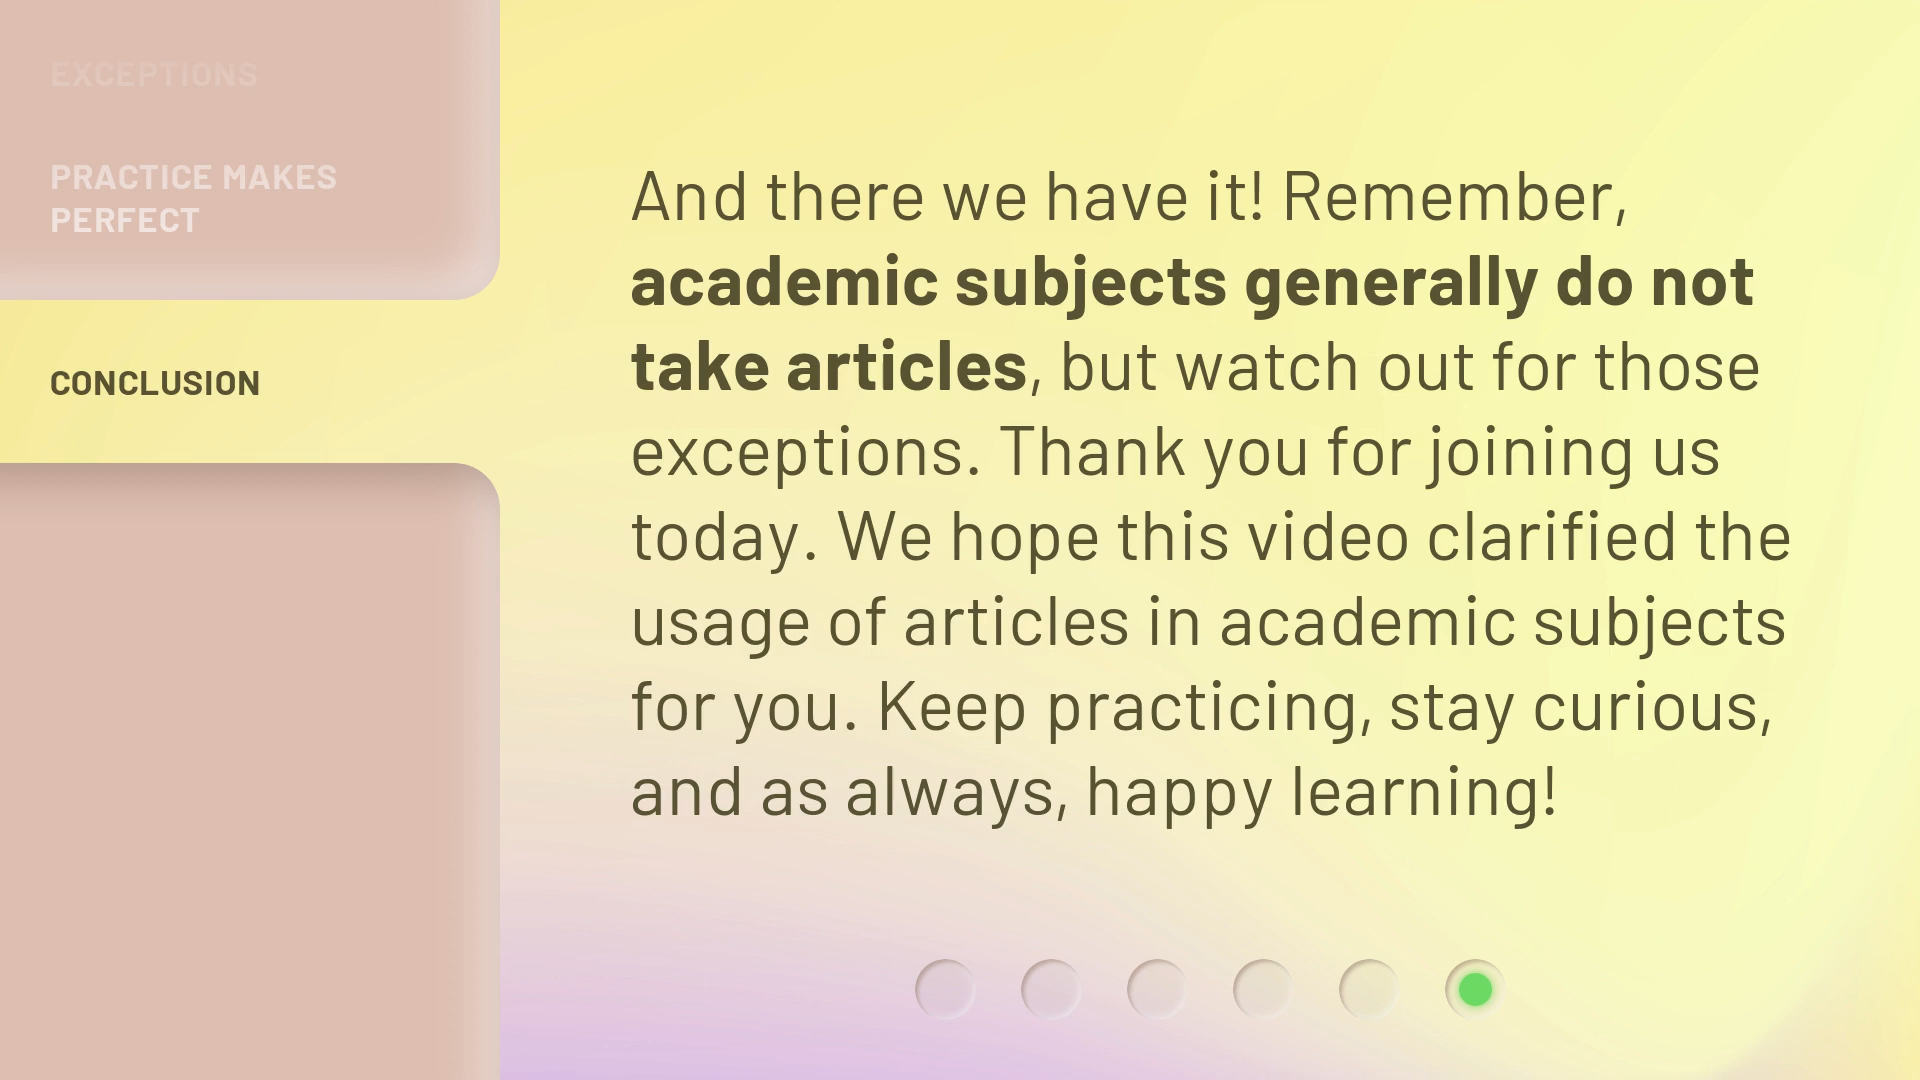 EXCEPTIONS
PRACTICE MAKES
PERFECT
CONCLUSION
And there we have it! Remember,
academic subjects generally do not
take articles, but watch out for those
exceptions. Thank you for joining us
today. We hope this video clarified the
usage of articles in academic subjects
for you. Keep practicing, stay curious,
and as always, happy learning!